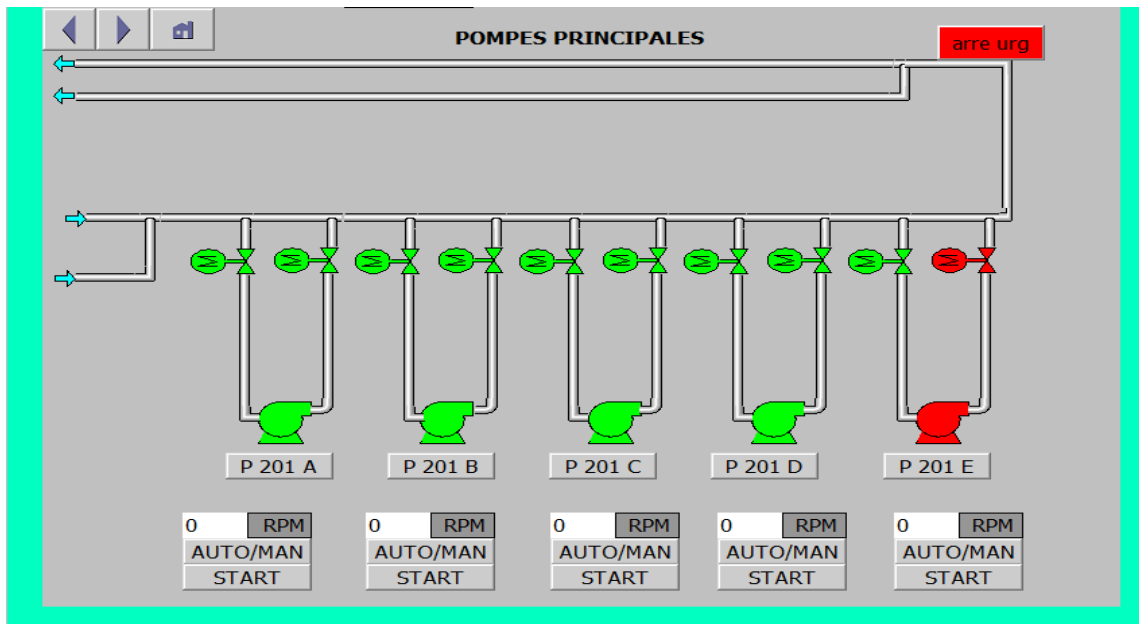 POMPES PRINCIPALES
arre urg
P 201 A P 201 B P 201 C P 201 D P 201 E
0 RPM 0 RPM 0 RPM 0 RPM 0 RPM
AUTO/MAN AUTO/MAN AUTO/MAN AUTO/MAN AUTO/MAN
START START START START START